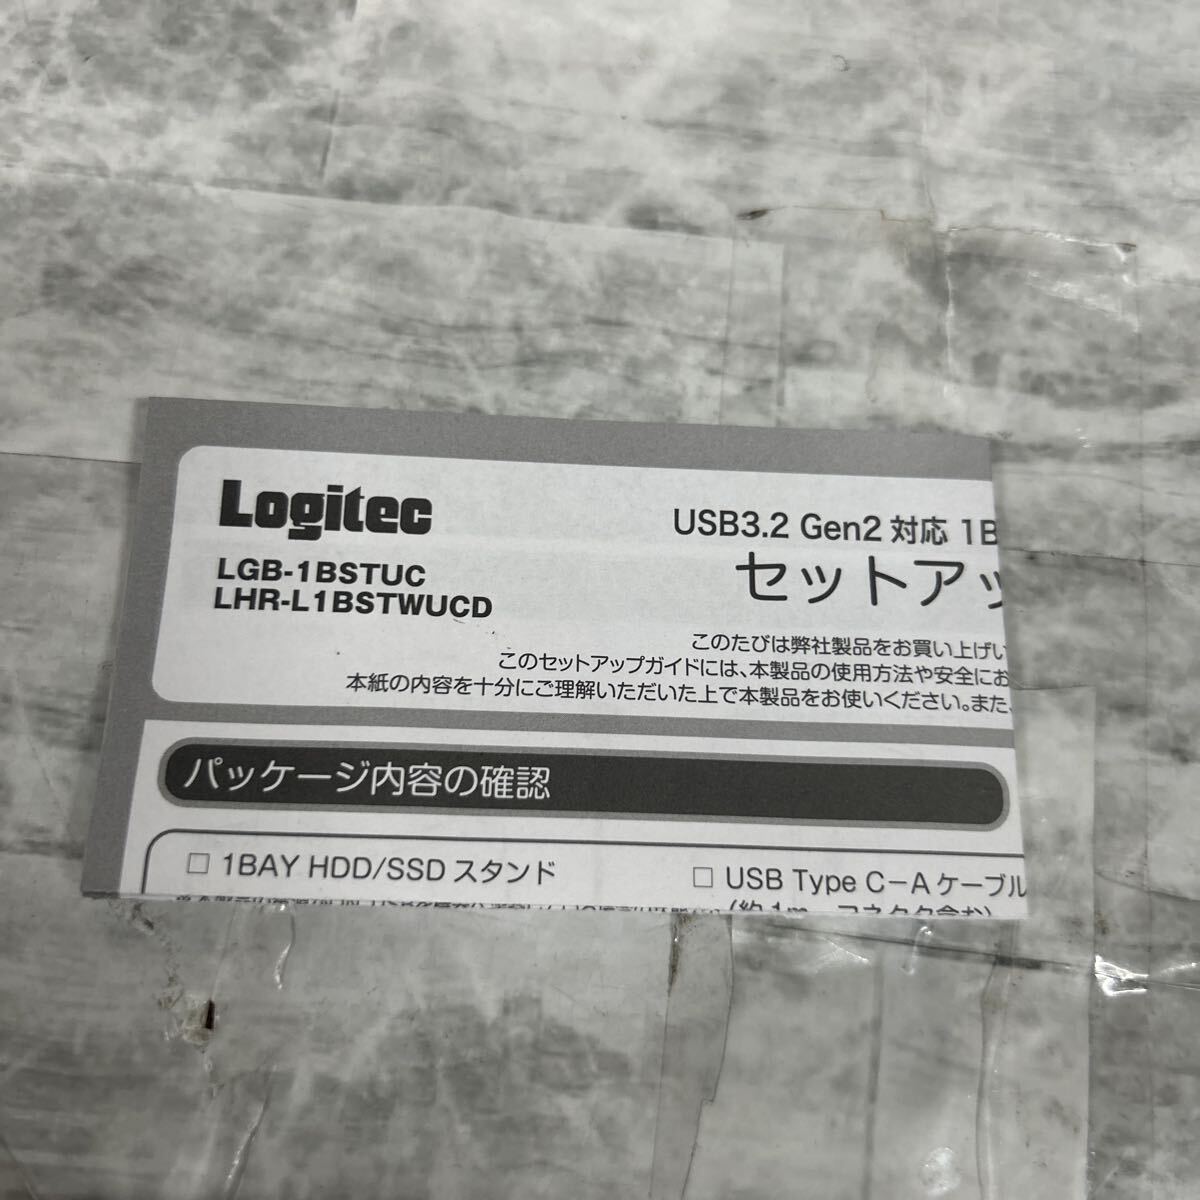 Logitec
LGB-1BSTUC
LHR-L1BSTWUCD
USB3.2 Gen2 対応 1B
セットアッ
このたびは弊社製品をお買い上げい
このセットアップガイドには、本製品の使用方法や安全にお
本紙の内容を十分にご理解いただいた上で本製品をお使いください。また、
パッケージ内容の確認
□ 1BAY HDD/SSD スタンド
□ USB Type C－A ケーブル
(約 1m